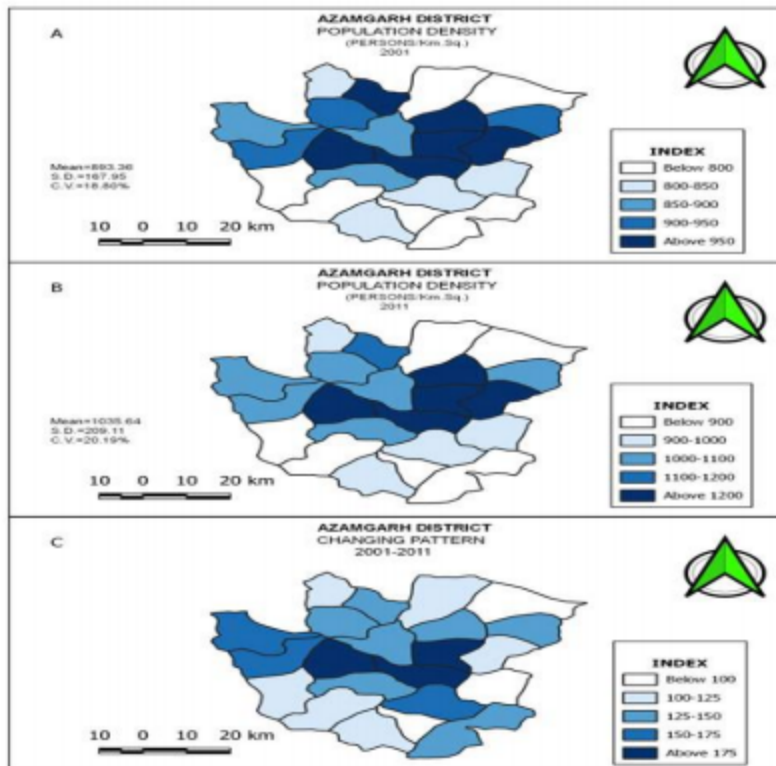 A
AZAMGARH DISTRICT
POPULATION DENSITY
(PERSONS/Km.Sq.)
2001
Mean=893.36
S.D.=167.95
C.V.=18.80%
10 0 10 20 km
INDEX
Below 800
800-850
850-900
900-950
Above 950
B
AZAMGARH DISTRICT
POPULATION DENSITY
(PERSONS/Km.Sq.)
2011
Mean=1035.64
S.D.=209.11
C.V.=20.19%
10 0 10 20 km
INDEX
Below 900
900-1000
1000-1100
1100-1200
Above 1200
C
AZAMGARH DISTRICT
CHANGING PATTERN
2001-2011
10 0 10 20 km
INDEX
Below 100
100-125
125-150
150-175
Above 175